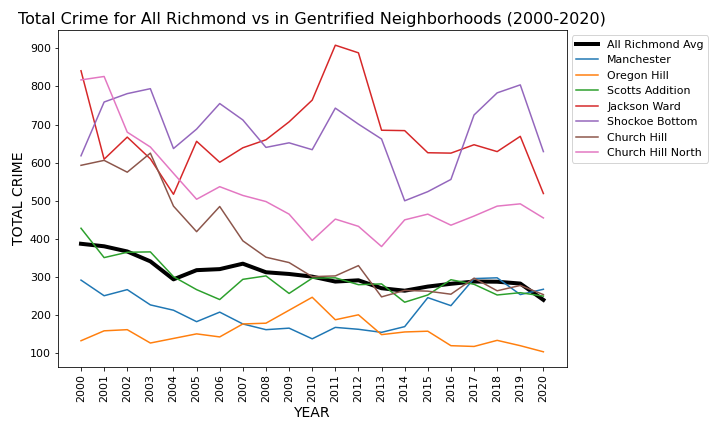 Total Crime for All Richmond vs in Gentrified Neighborhoods (2000-2020)
All Richmond Avg
Manchester
Oregon Hill
Scotts Addition
Jackson Ward
Shockoe Bottom
Church Hill
Church Hill North
TOTAL CRIME
900
800
700
600
500
400
300
200
100
2000
2001
2002
2003
2004
2005
2006
2007
2008
2009
2010
2011
2012
2013
2014
2015
2016
2017
2018
2019
2020
YEAR